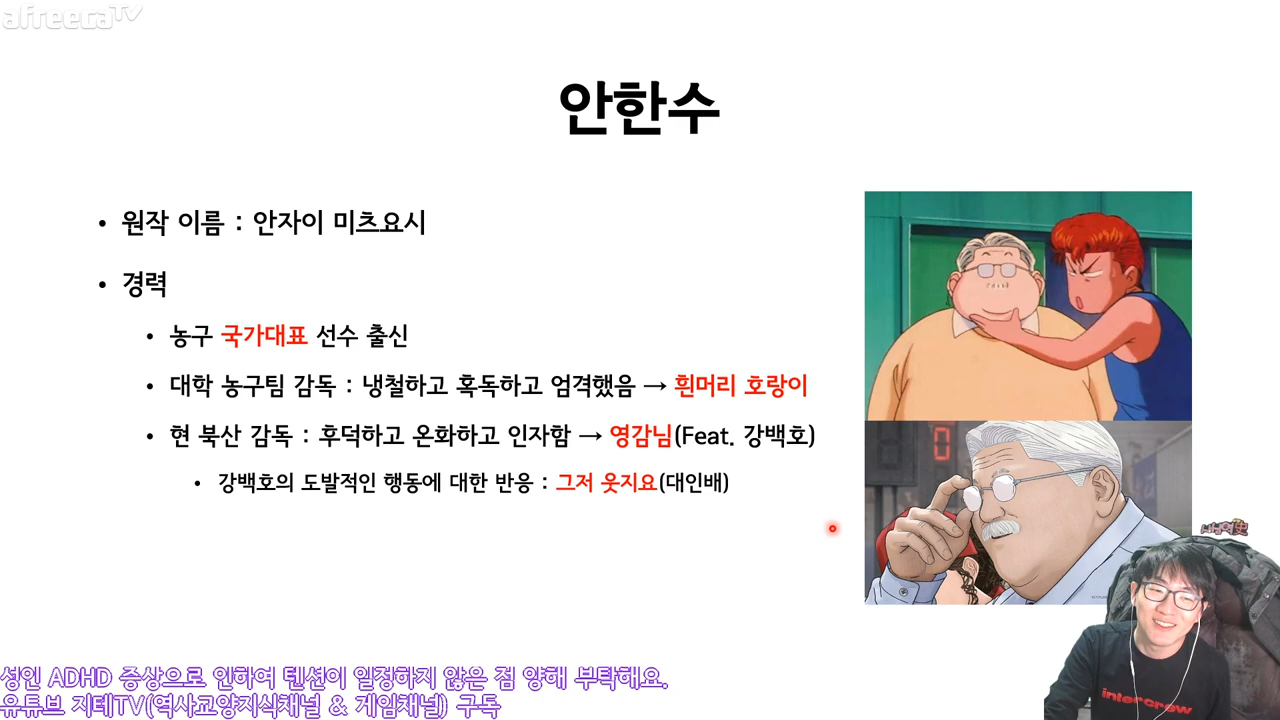 afreecaTV
안한수
• 원작 이름 : 안자이 미츠요시
• 경력
• 농구 국가대표 선수 출신
• 대학 농구팀 감독 : 냉철하고 혹독하고 엄격했음 → 흰머리 호랑이
• 현 북산 감독 : 후덕하고 온화하고 인자함 → 영감님(Feat. 강백호)
• 강백호의 도발적인 행동에 대한 반응 : 그저 웃지요(대인배)
0
intercrew
성인 ADHD 증상으로 인하여 텐션이 일정하지 않은 점 양해 부탁해요.
유튜브 지테TV(역사교양지식채널 & 게임채널) 구독